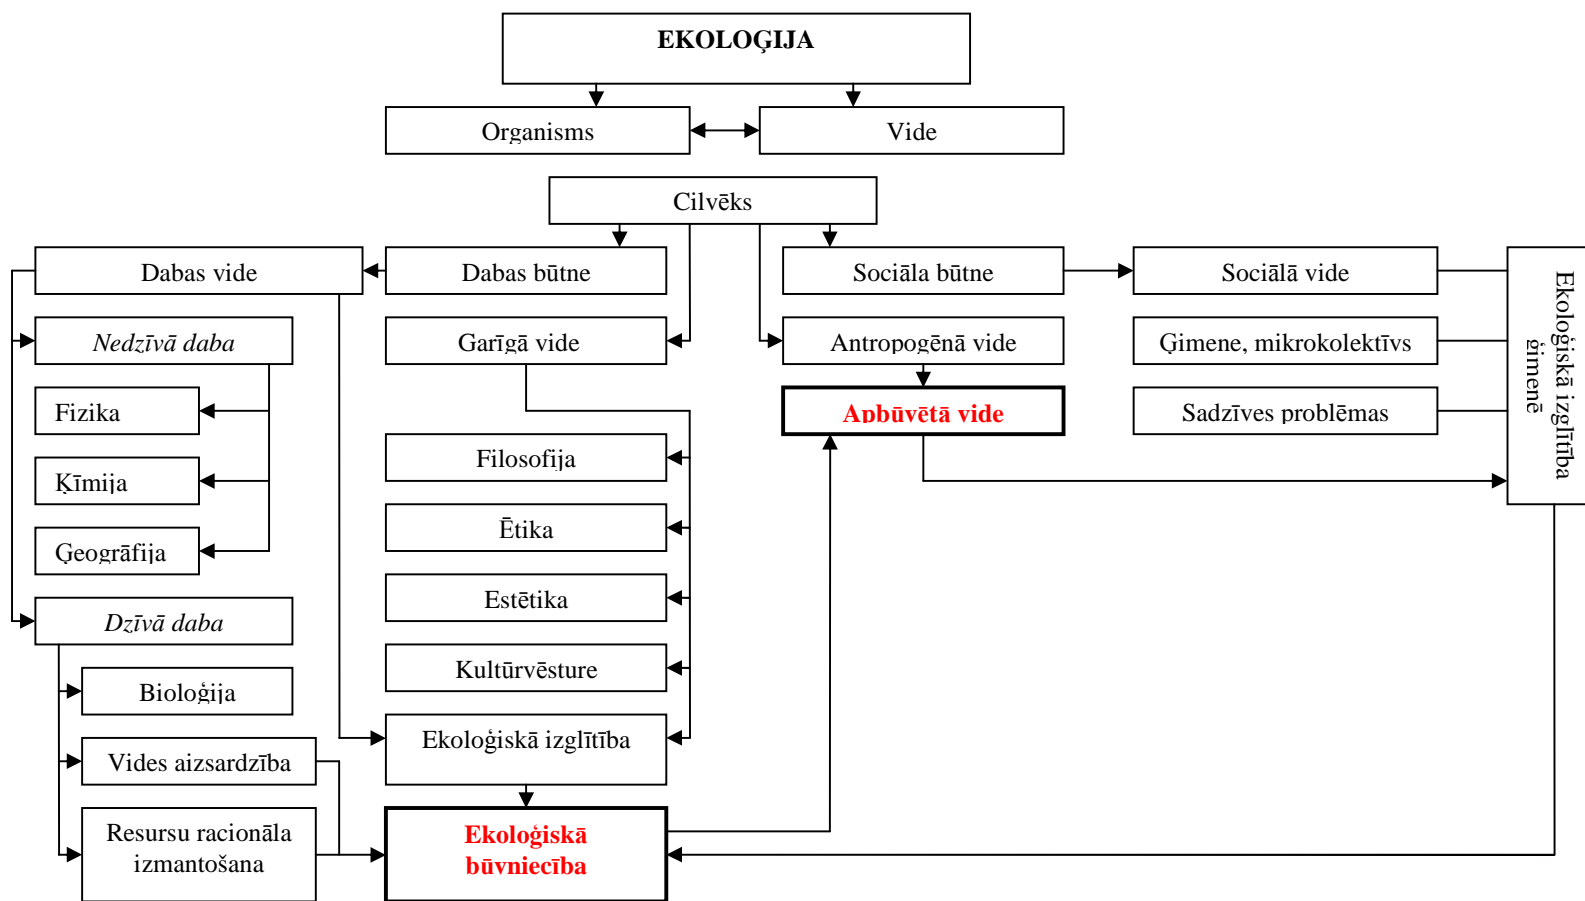 EKOLOĢIJA
Organisms
Vide
Cilvēks
Dabas vide
Dabas būtne
Sociāla būtne
Sociālā vide
Ekoloģiskā izglītība
ģimenē
Nedzīvā daba
Garīgā vide
Antropogēnā vide
Ģimene, mikrokolektīvs
Fizika
Apbūvētā vide
Sadzīves problēmas
Filosofija
Ķīmija
Ētika
Ģeogrāfija
Estētika
Dzīvā daba
Kultūrvēsture
Bioloģija
Ekoloģiskā izglītība
Vides aizsardzība
Resursu racionāla
izmantošana
Ekoloģiskā
būvniecība